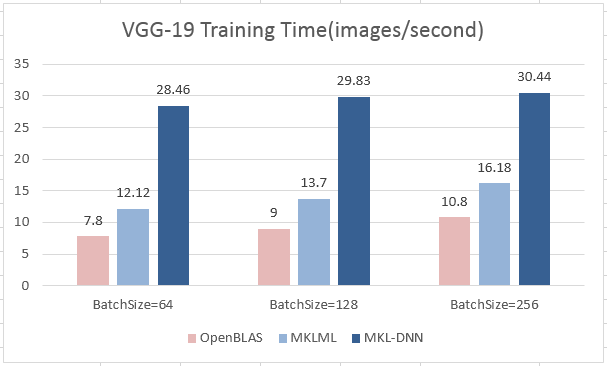 VGG-19 Training Time(images/second)
35
30
25
20
15
10
5
0
7.8
12.12
28.46
9
13.7
29.83
10.8
16.18
30.44
BatchSize=64
BatchSize=128
BatchSize=256
OpenBLAS
MKLML
MKL-DNN